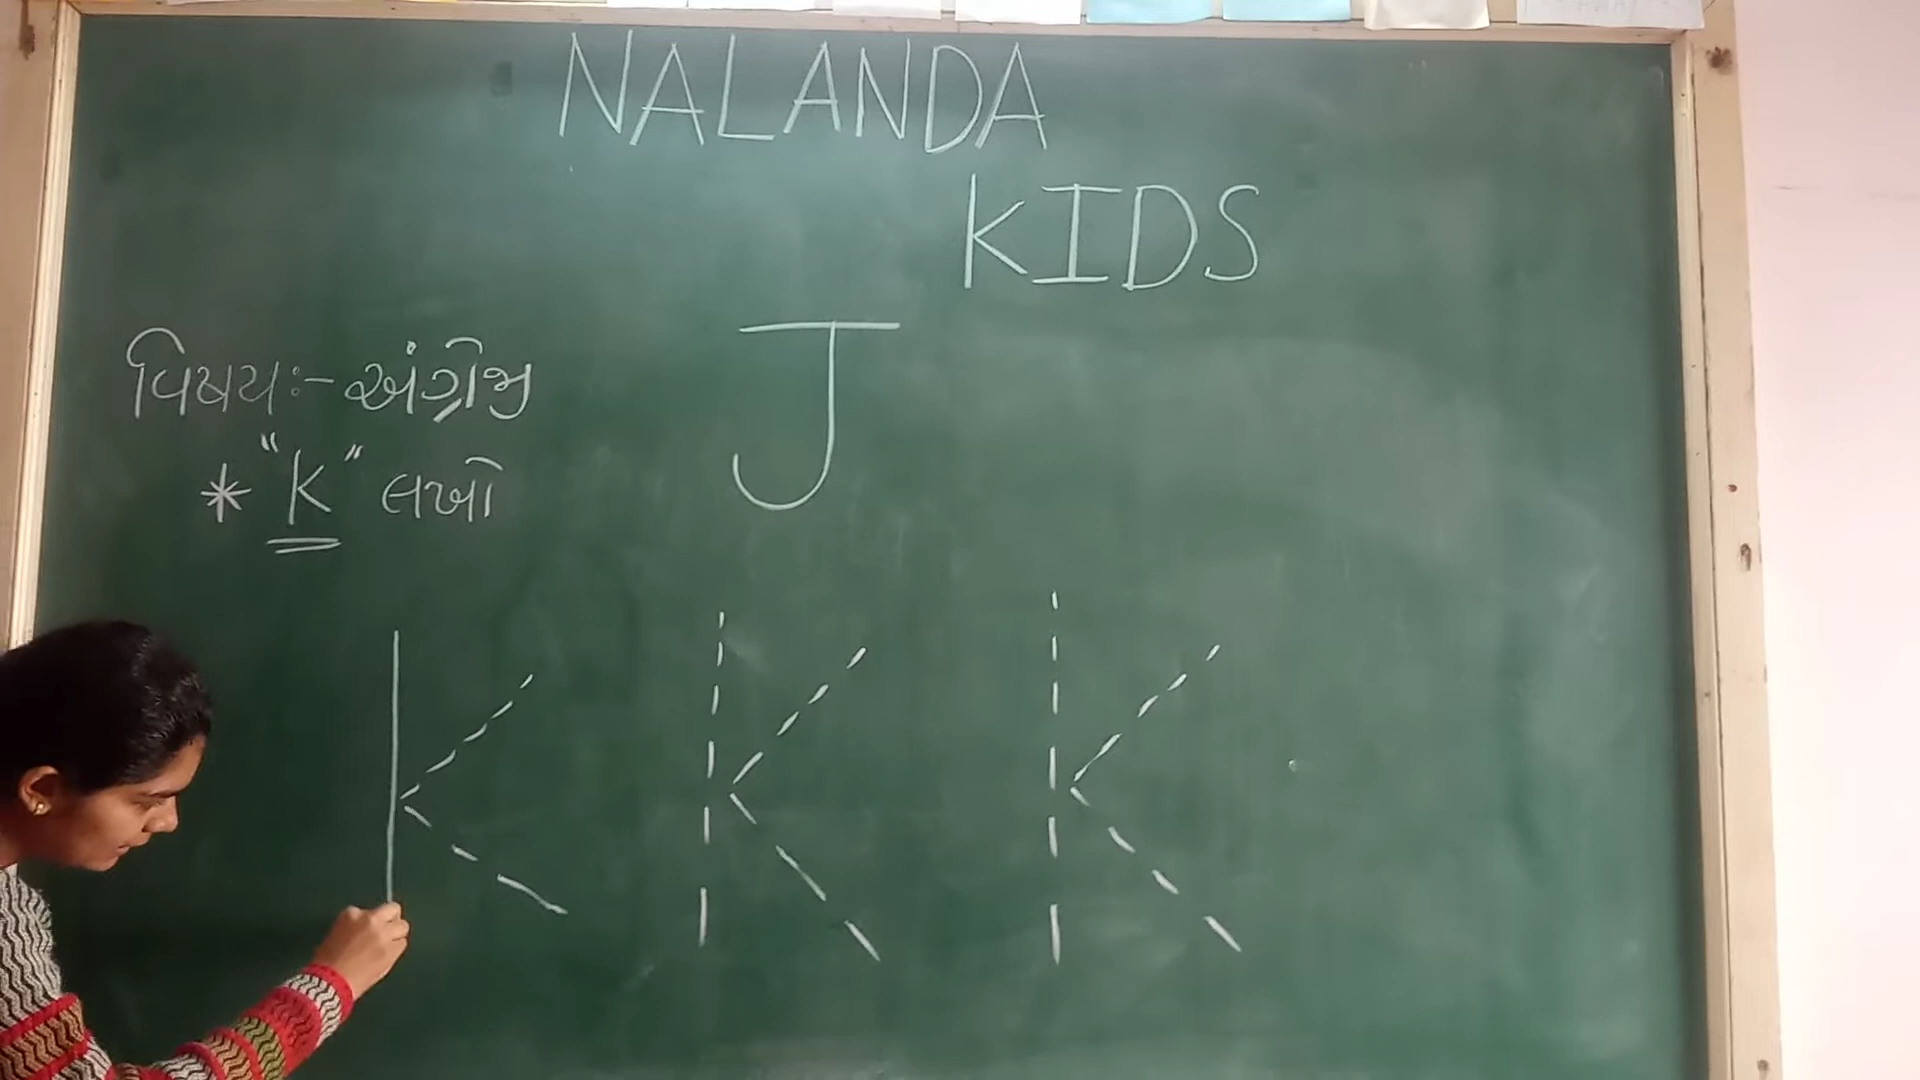 NALANDA
KIDS
વિષયઃ- અંગ્રેજી
J
* "K" લખો
K K K